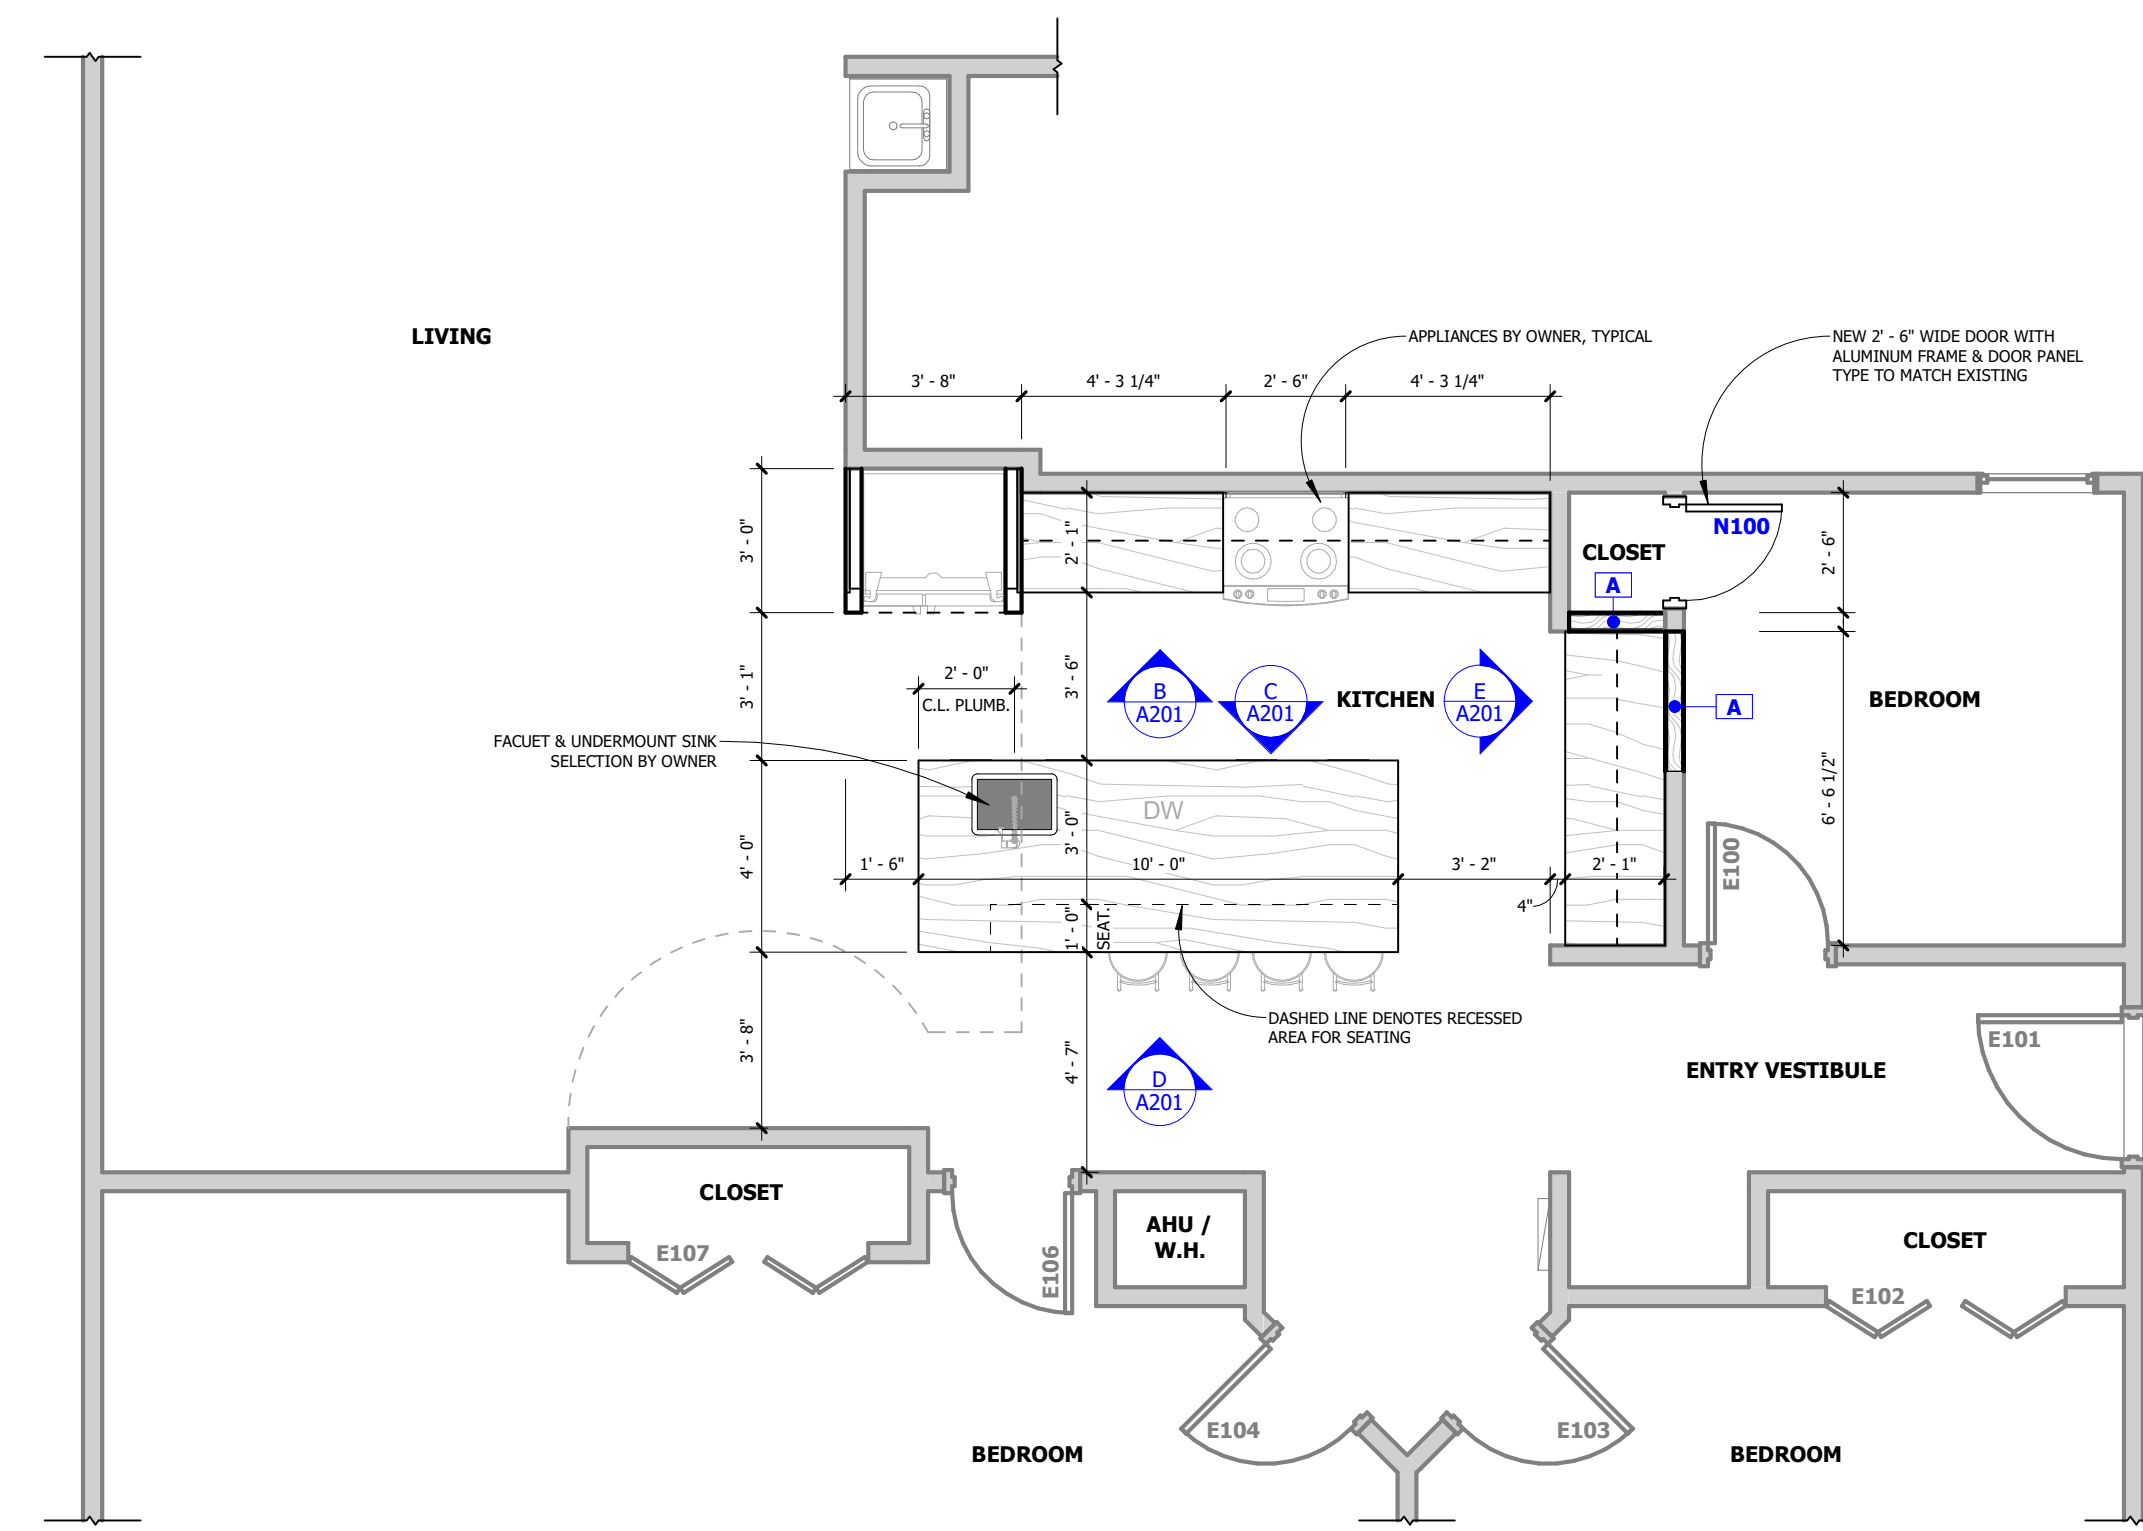 LIVING
APPLIANCES BY OWNER, TYPICAL
NEW 2' - 6" WIDE DOOR WITH
ALUMINUM FRAME & DOOR PANEL
TYPE TO MATCH EXISTING
3' - 8"
4' - 3 1/4"
2' - 6"
4' - 3 1/4"
3' - 0"
2' - 1"
N100
CLOSET
2' - 6"
A
3' - 1"
2' - 0"
C.L. PLUMB.
3' - 6"
B
A201
C
A201
KITCHEN
E
A201
A
BEDROOM
FACUET & UNDERMOUNT SINK
SELECTION BY OWNER
DW
6' - 6 1/2"
4' - 0"
3' - 0"
1' - 6"
10' - 0"
3' - 2"
4"
2' - 1"
E100
1' - 0"
SEAT.
DASHED LINE DENOTES RECESSED
AREA FOR SEATING
3' - 8"
4' - 7"
D
A201
ENTRY VESTIBULE
E101
CLOSET
E107
E106
AHU /
W.H.
CLOSET
E102
E104
E103
BEDROOM
BEDROOM